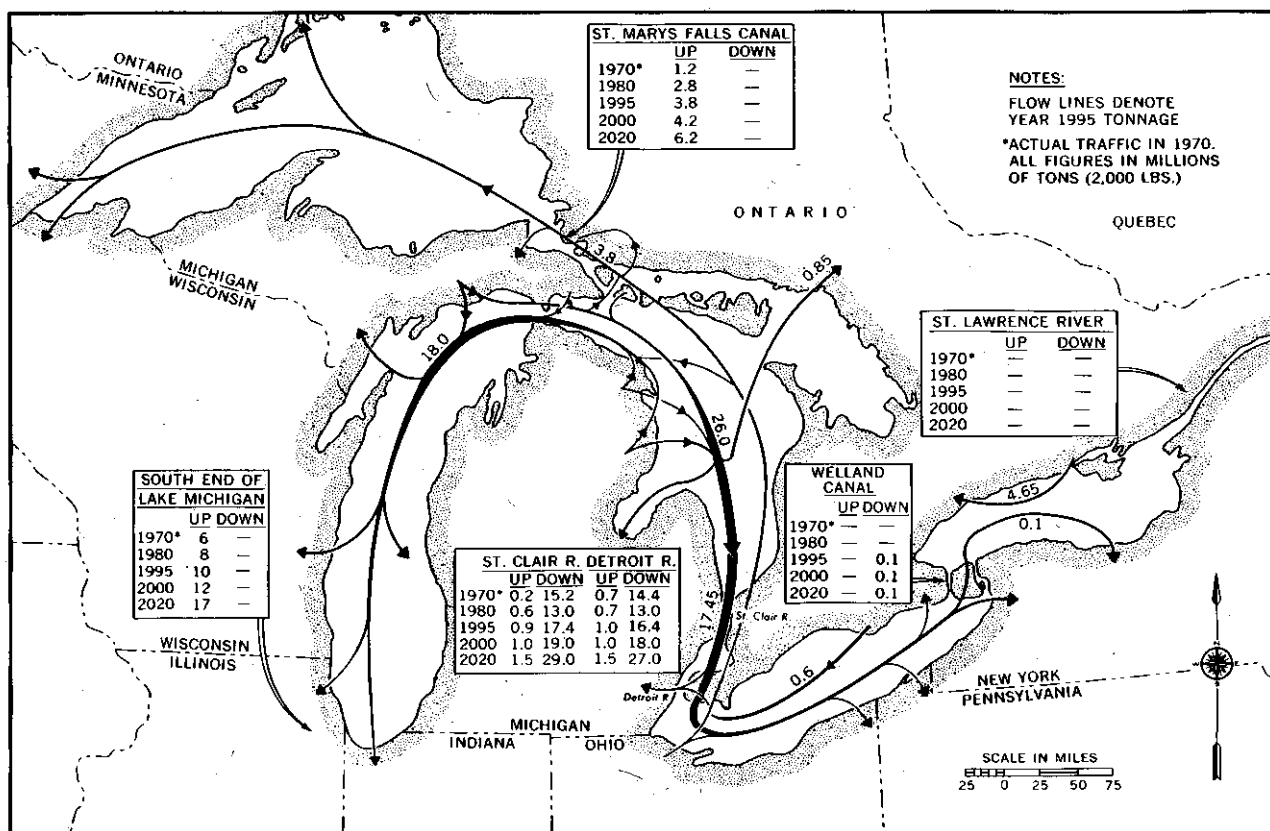 ST. MARYS FALLS CANAL
UP DOWN
1970* 1.2 —
1980 2.8 —
1995 3.8 —
2000 4.2 —
2020 6.2 —
NOTES:
FLOW LINES DENOTE
YEAR 1995 TONNAGE
*ACTUAL TRAFFIC IN 1970.
ALL FIGURES IN MILLIONS
OF TONS (2,000 LBS.)
ONTARIO
MINNESOTA
ONTARIO
QUEBEC
MICHIGAN
WISCONSIN
3.8
0.85
18.0
26.0
ST. LAWRENCE RIVER
UP DOWN
1970* — —
1980 — —
1995 — —
2000 — —
2020 — —
SOUTH END OF
LAKE MICHIGAN
UP DOWN
1970* 6 —
1980 8 —
1995 10 —
2000 12 —
2020 17 —
WELLAND
CANAL
UP DOWN
1970* — —
1980 — —
1995 — 0.1
2000 — 0.1
2020 — 0.1
4.65
0.1
ST. CLAIR R. DETROIT R.
UP DOWN UP DOWN
1970* 0.2 15.2 0.7 14.4
1980 0.6 13.0 0.7 13.0
1995 0.9 17.4 1.0 16.4
2000 1.0 19.0 1.0 18.0
2020 1.5 29.0 1.5 27.0
17.45
St. Clair R.
WISCONSIN
ILLINOIS
0.6
Detroit R.
NEW YORK
PENNSYLVANIA
MICHIGAN
INDIANA
OHIO
SCALE IN MILES
25 0 25 50 75